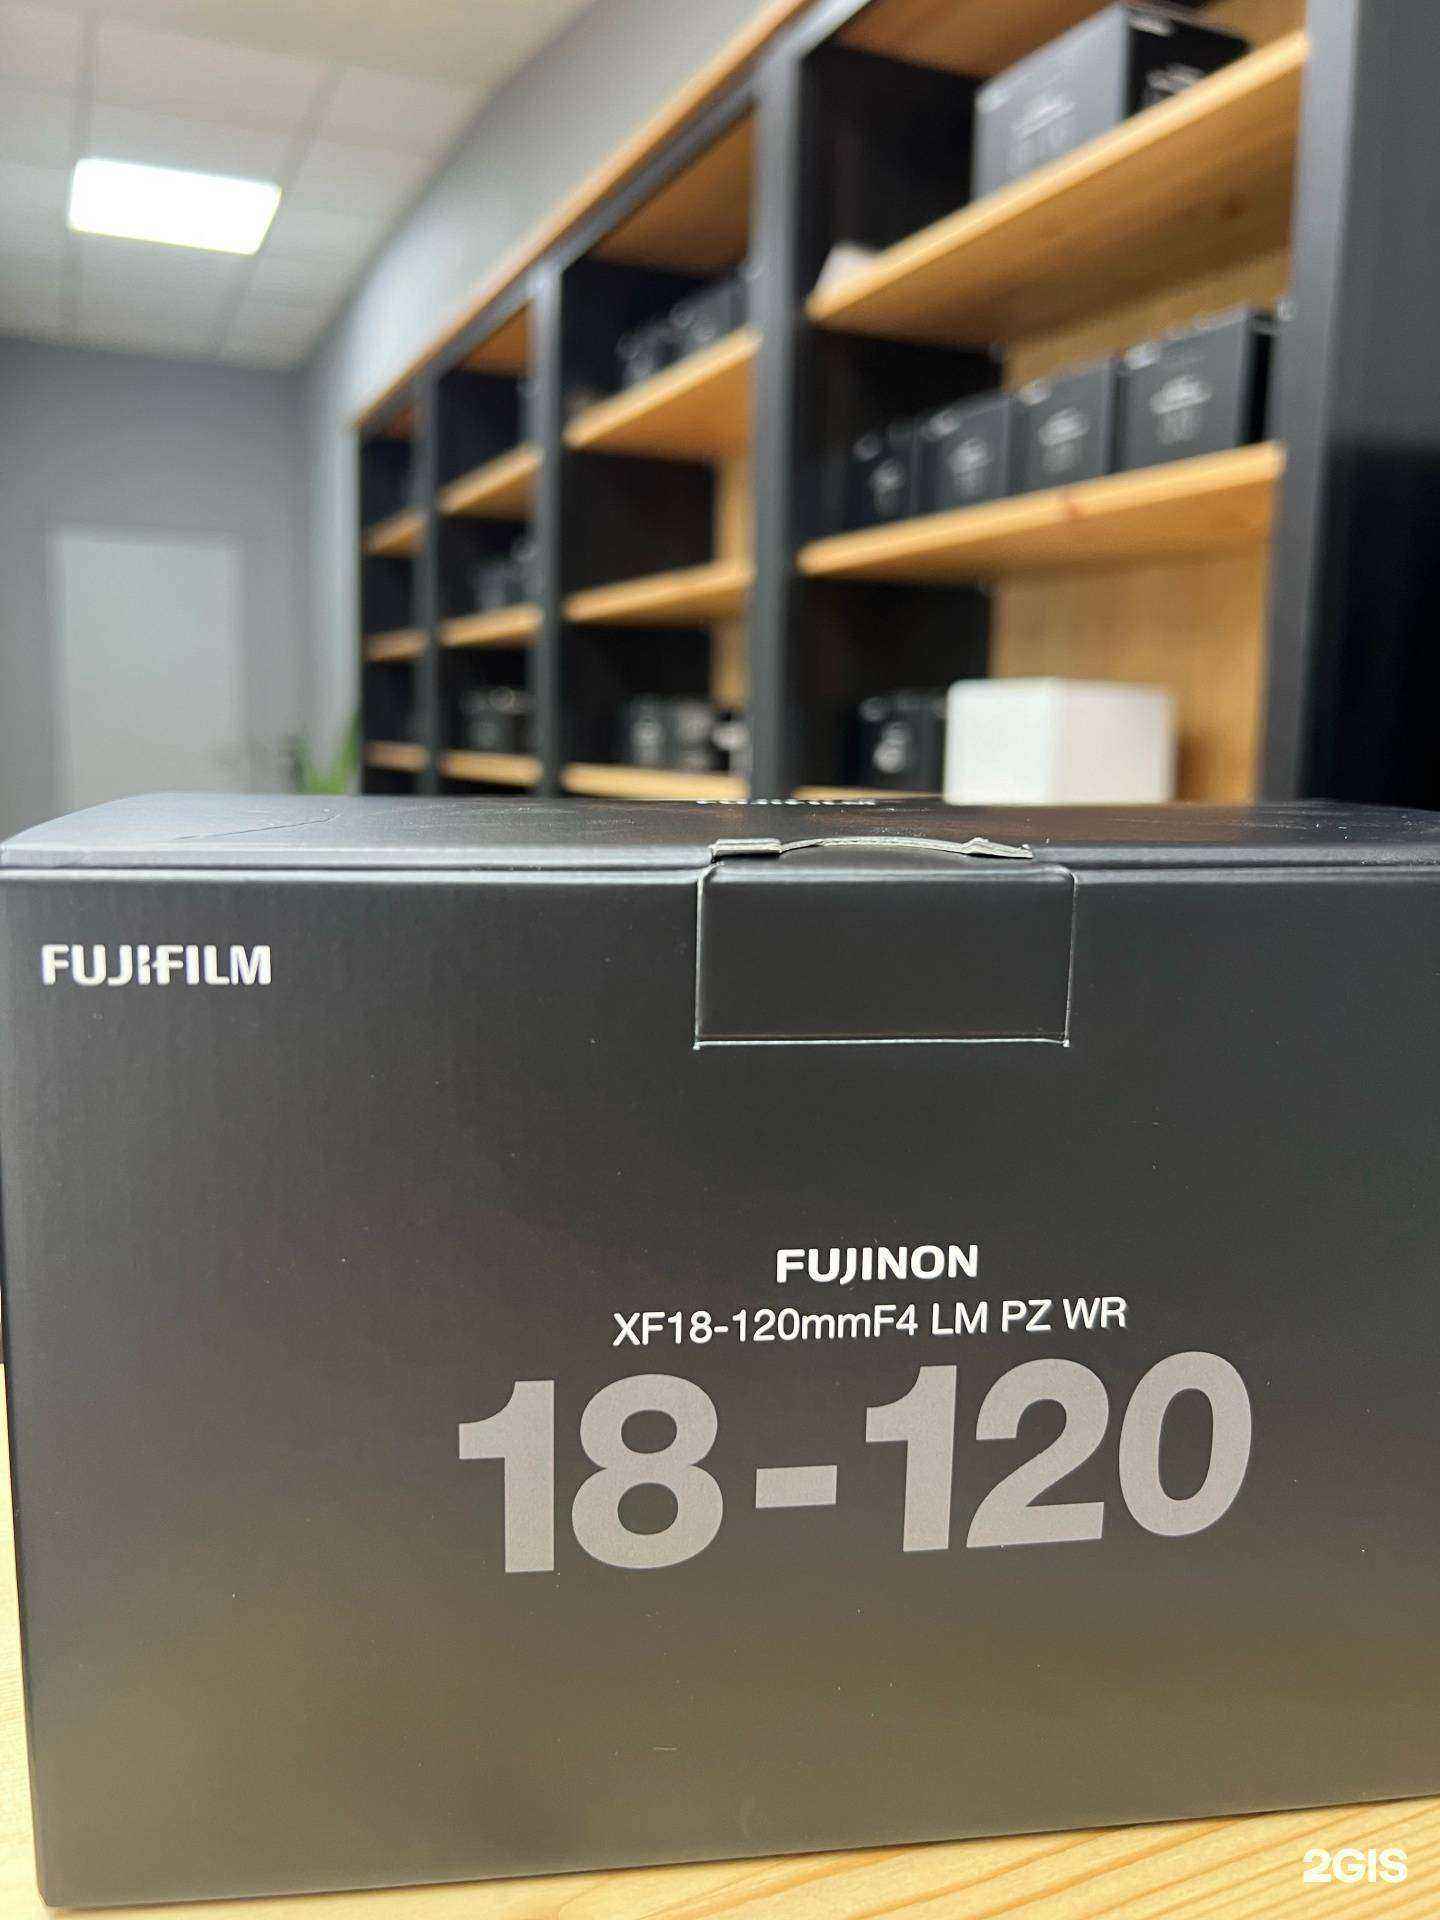 FUJIFILM
FUJINON
XF18-120mmF4 LM PZ WR
18-120
2GIS